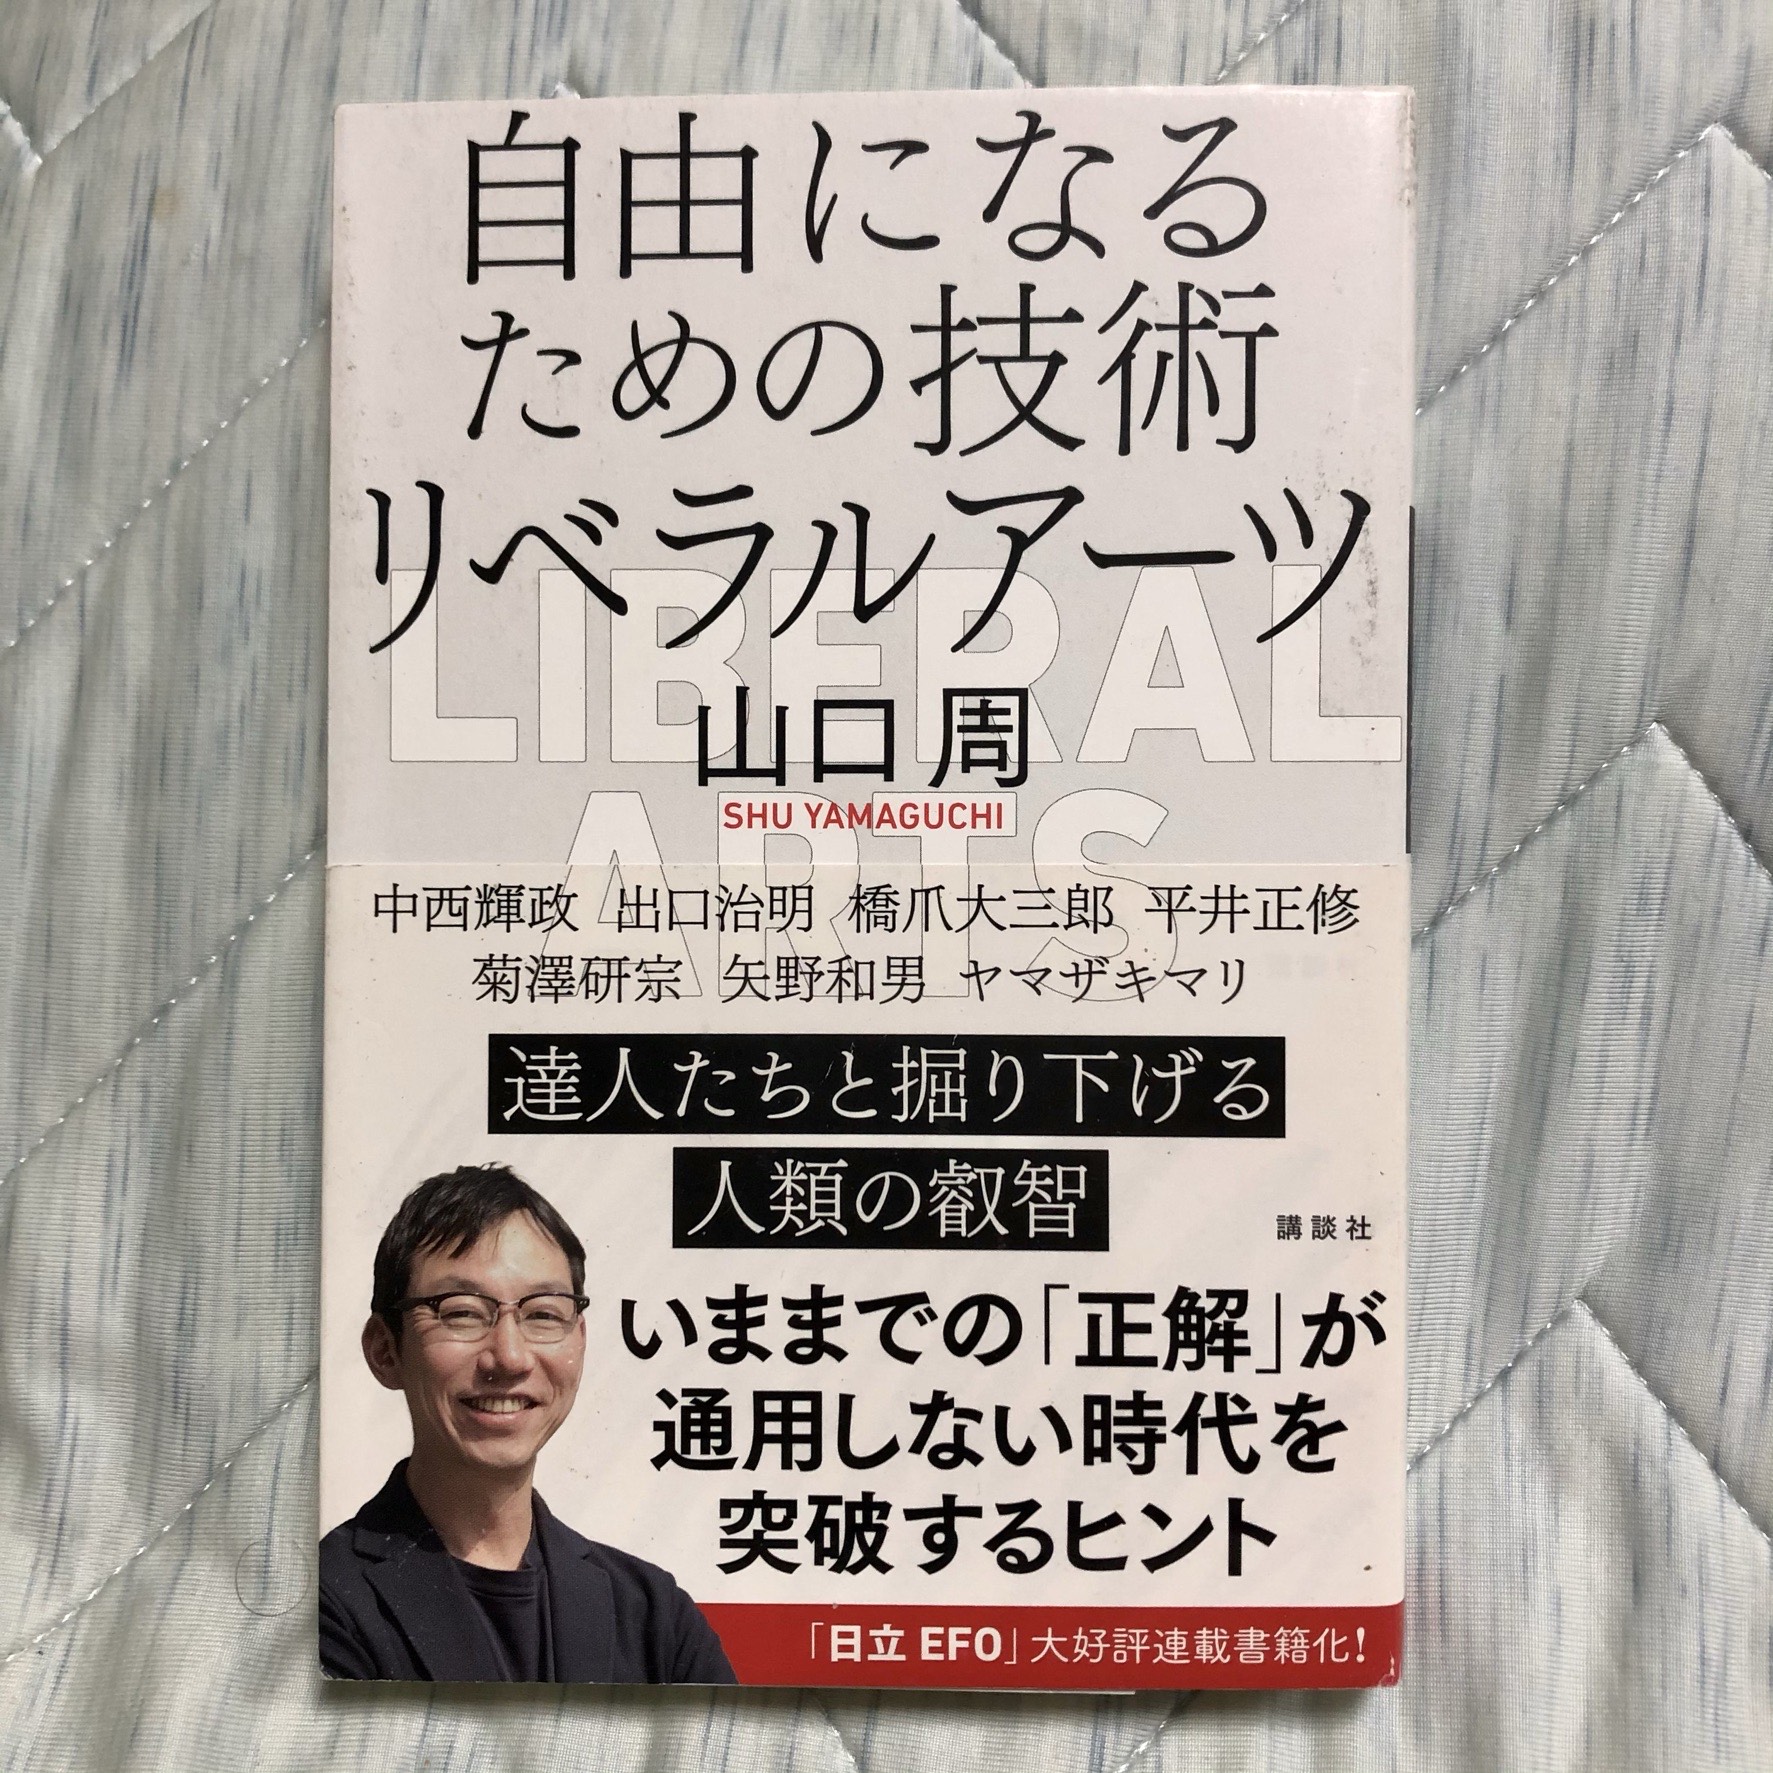 自由になる
ための技術
リベラルアーツ
LIBERAL
ARTS
山口周
SHU YAMAGUCHI
中西輝政 出口治明 橋爪大三郎 平井正修
菊澤研宗 矢野和男 ヤマザキマリ
達人たちと掘り下げる
人類の叡智
講談社
いままでの「正解」が
通用しない時代を
突破するヒント
「日立 EFO」大好評連載書籍化!